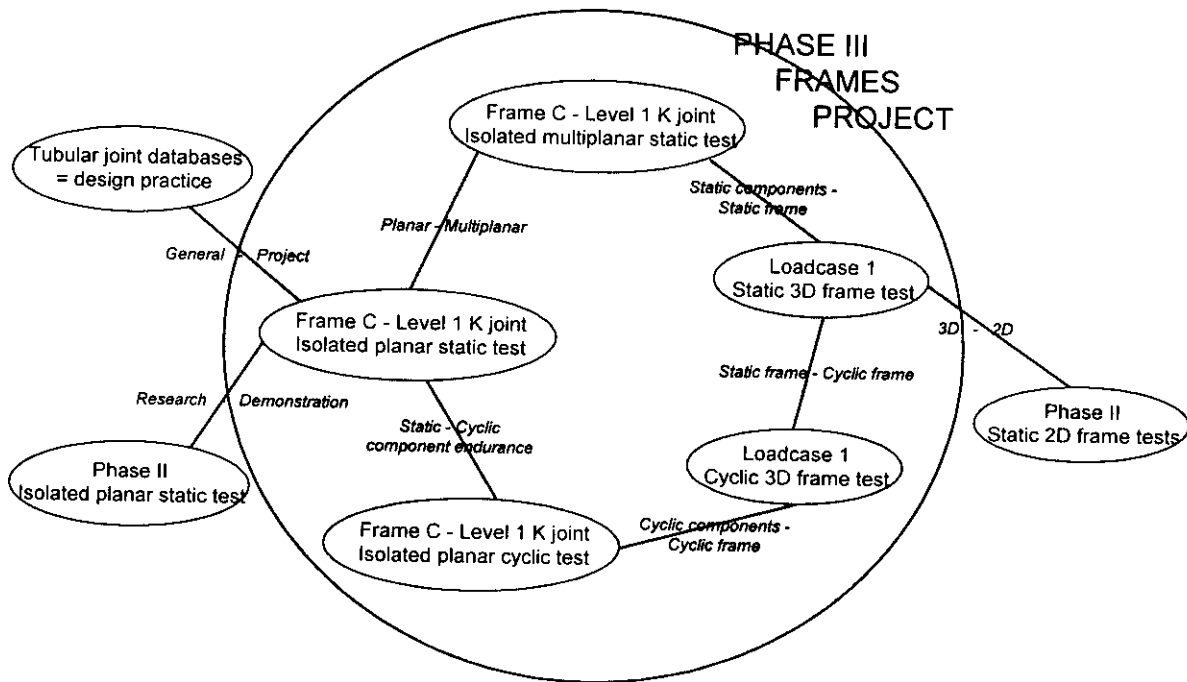 PHASE III
FRAMES
PROJECT
Frame C - Level 1 K joint
Isolated multiplanar static test
Tubular joint databases
= design practice
Static components -
Static frame
Planar - Multiplanar
General - Project
Loadcase 1
Static 3D frame test
Frame C - Level 1 K joint
Isolated planar static test
3D - 2D
Static frame - Cyclic frame
Research Demonstration
Static - Cyclic
component endurance
Phase II
Static 2D frame tests
Phase II
Isolated planar static test
Loadcase 1
Cyclic 3D frame test
Frame C - Level 1 K joint
Isolated planar cyclic test
Cyclic components -
Cyclic frame